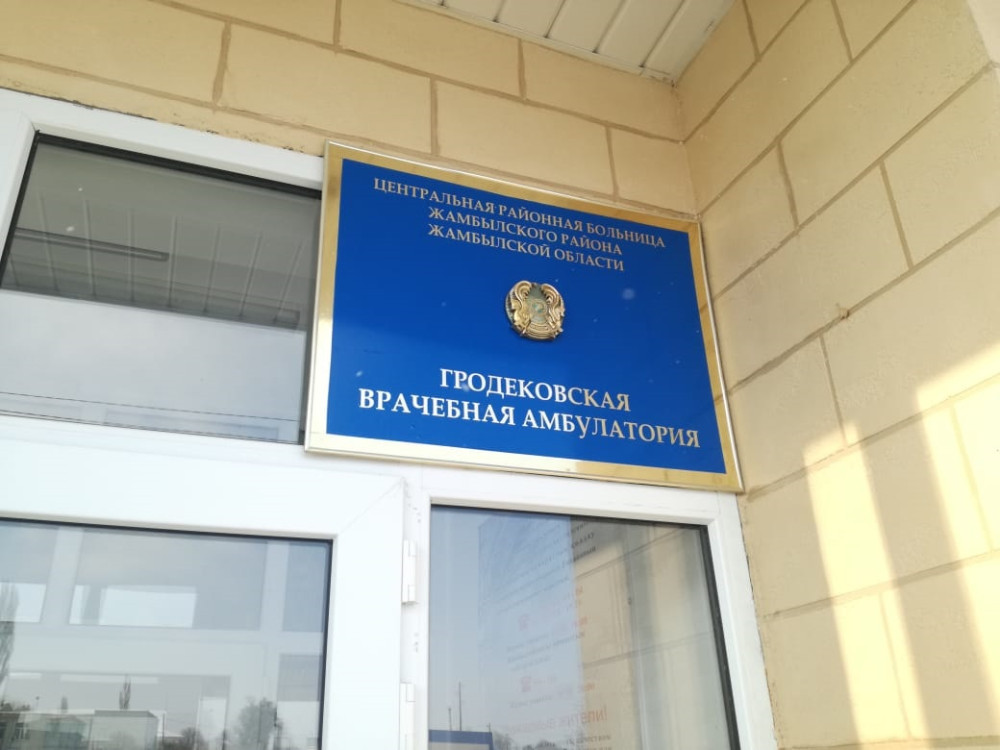 ЦЕНТРАЛЬНАЯ РАЙОННАЯ БОЛЬНИЦА
ЖАМБЫЛСКОГО РАЙОНА
ЖАМБЫЛСКОЙ ОБЛАСТИ
ГРОДЕКОВСКАЯ
ВРАЧЕБНАЯ АМБУЛАТОРИЯ